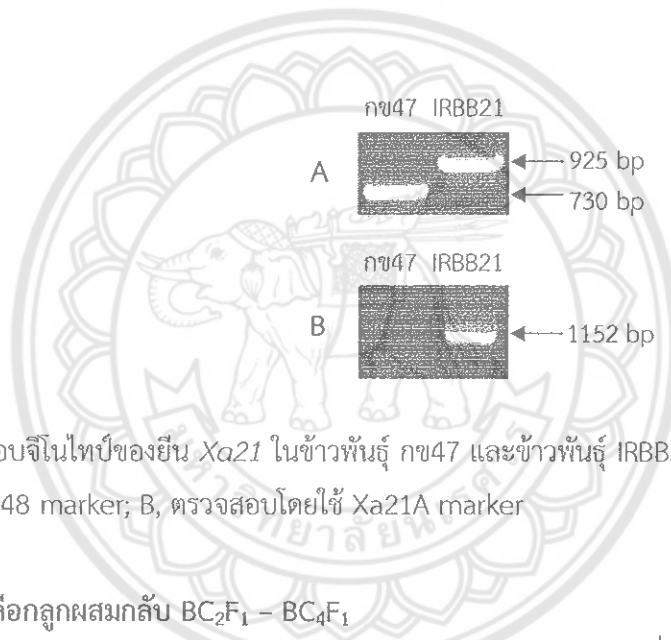 กข47 IRBB21
A
925 bp
730 bp
กข47 IRBB21
B
1152 bp
อบจีโนไทป์ของยีน Xa21 ในข้าวพันธุ์ กข47 และข้าวพันธุ์ IRBB
48 marker; B, ตรวจสอบโดยใช้ Xa21A marker
ลือกลูกผสมกลับ BC₂F₁ – BC₄F₁